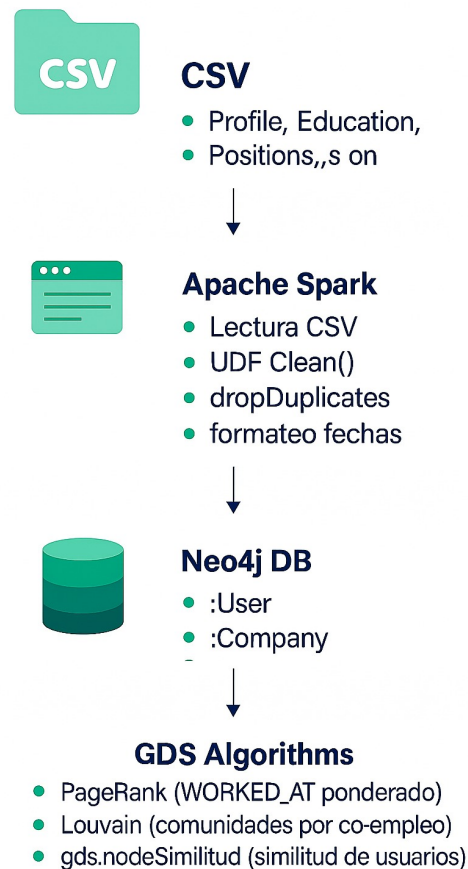 CSV
CSV
• Profile, Education,
• Positions,,s on
Apache Spark
• Lectura CSV
• UDF Clean()
• dropDuplicates
• formateo fechas
Neo4j DB
• :User
• :Company
GDS Algorithms
• PageRank (WORKED_AT ponderado)
• Louvain (comunidades por co-empleo)
• gds.nodeSimilitud (similitud de usuarios)